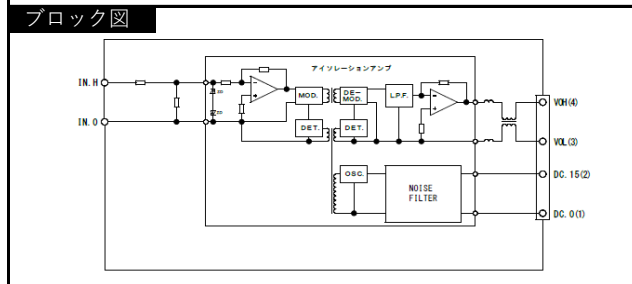 ブロック図
アイソレーションアンプ
IN.H
MOD.
DE-
MOD.
L.P.F.
VOH(4)
IN.0
DET.
DET.
VOL(3)
OSC.
NOISE
FILTER
DC.15(2)
DC.0(1)